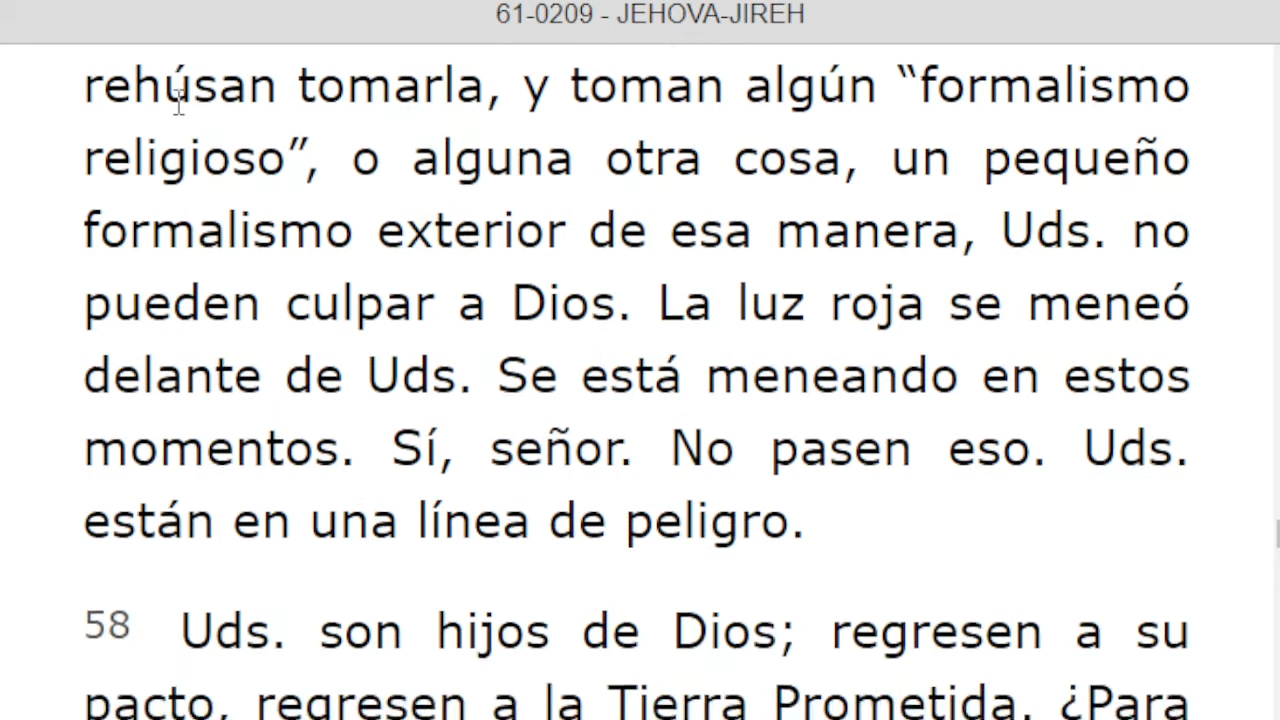 61-0209 - JEHOVA-JIREH
rehúsan tomarla, y toman algún “formalismo
religioso”, o alguna otra cosa, un pequeño
formalismo exterior de esa manera, Uds. no
pueden culpar a Dios. La luz roja se meneó
delante de Uds. Se está meneando en estos
momentos. Sí, señor. No pasen eso. Uds.
están en una línea de peligro.
58 Uds. son hijos de Dios; regresen a su
pacto, regresen a la Tierra Prometida. ¿Para